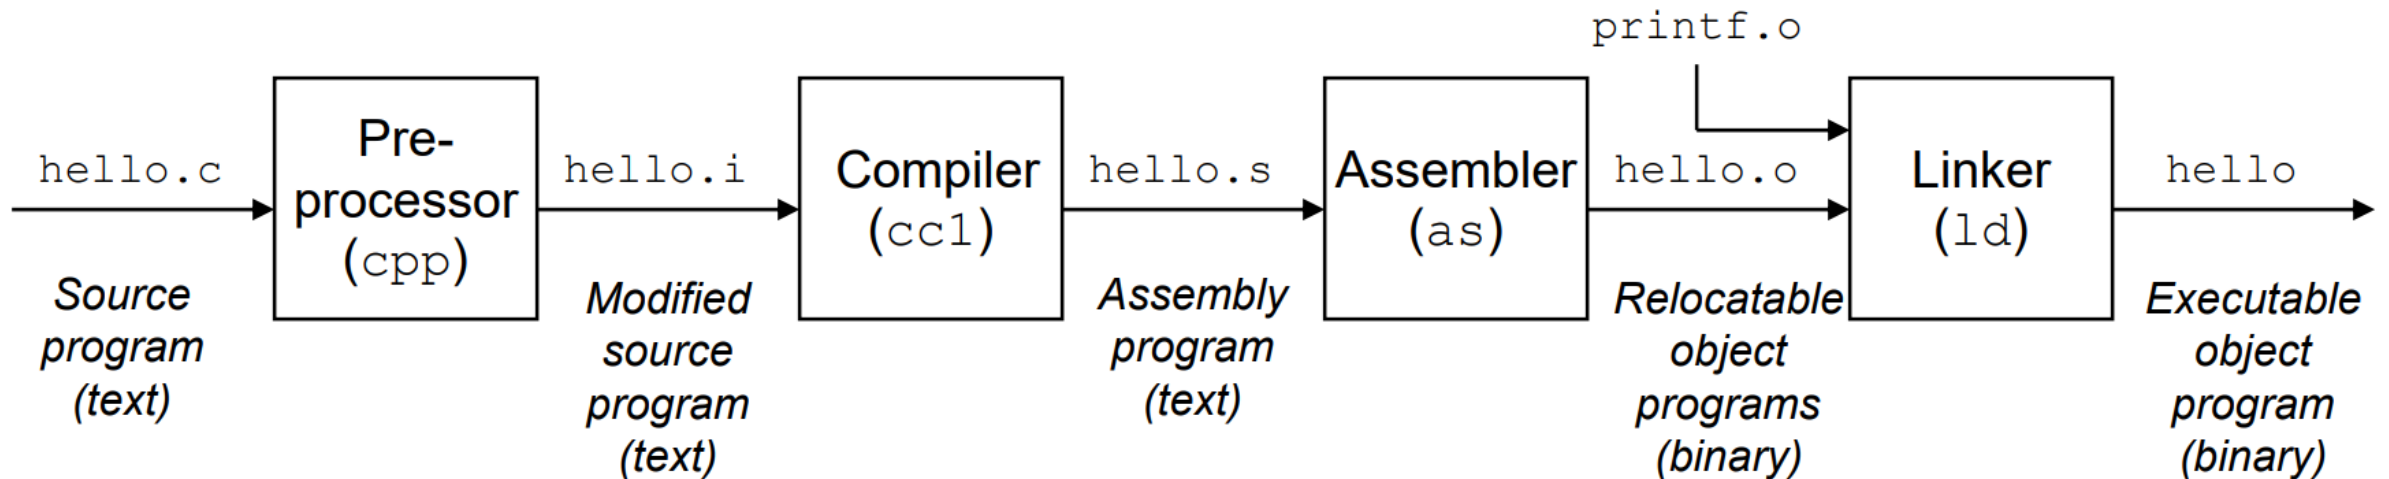 printf.o
hello.c
Pre-
processor
(cpp)
hello.i
Compiler
(cc1)
hello.s
Assembler
(as)
hello.o
Linker
(ld)
hello
Source
program
(text)
Modified
source
program
(text)
Assembly
program
(text)
Relocatable
object
programs
(binary)
Executable
object
program
(binary)